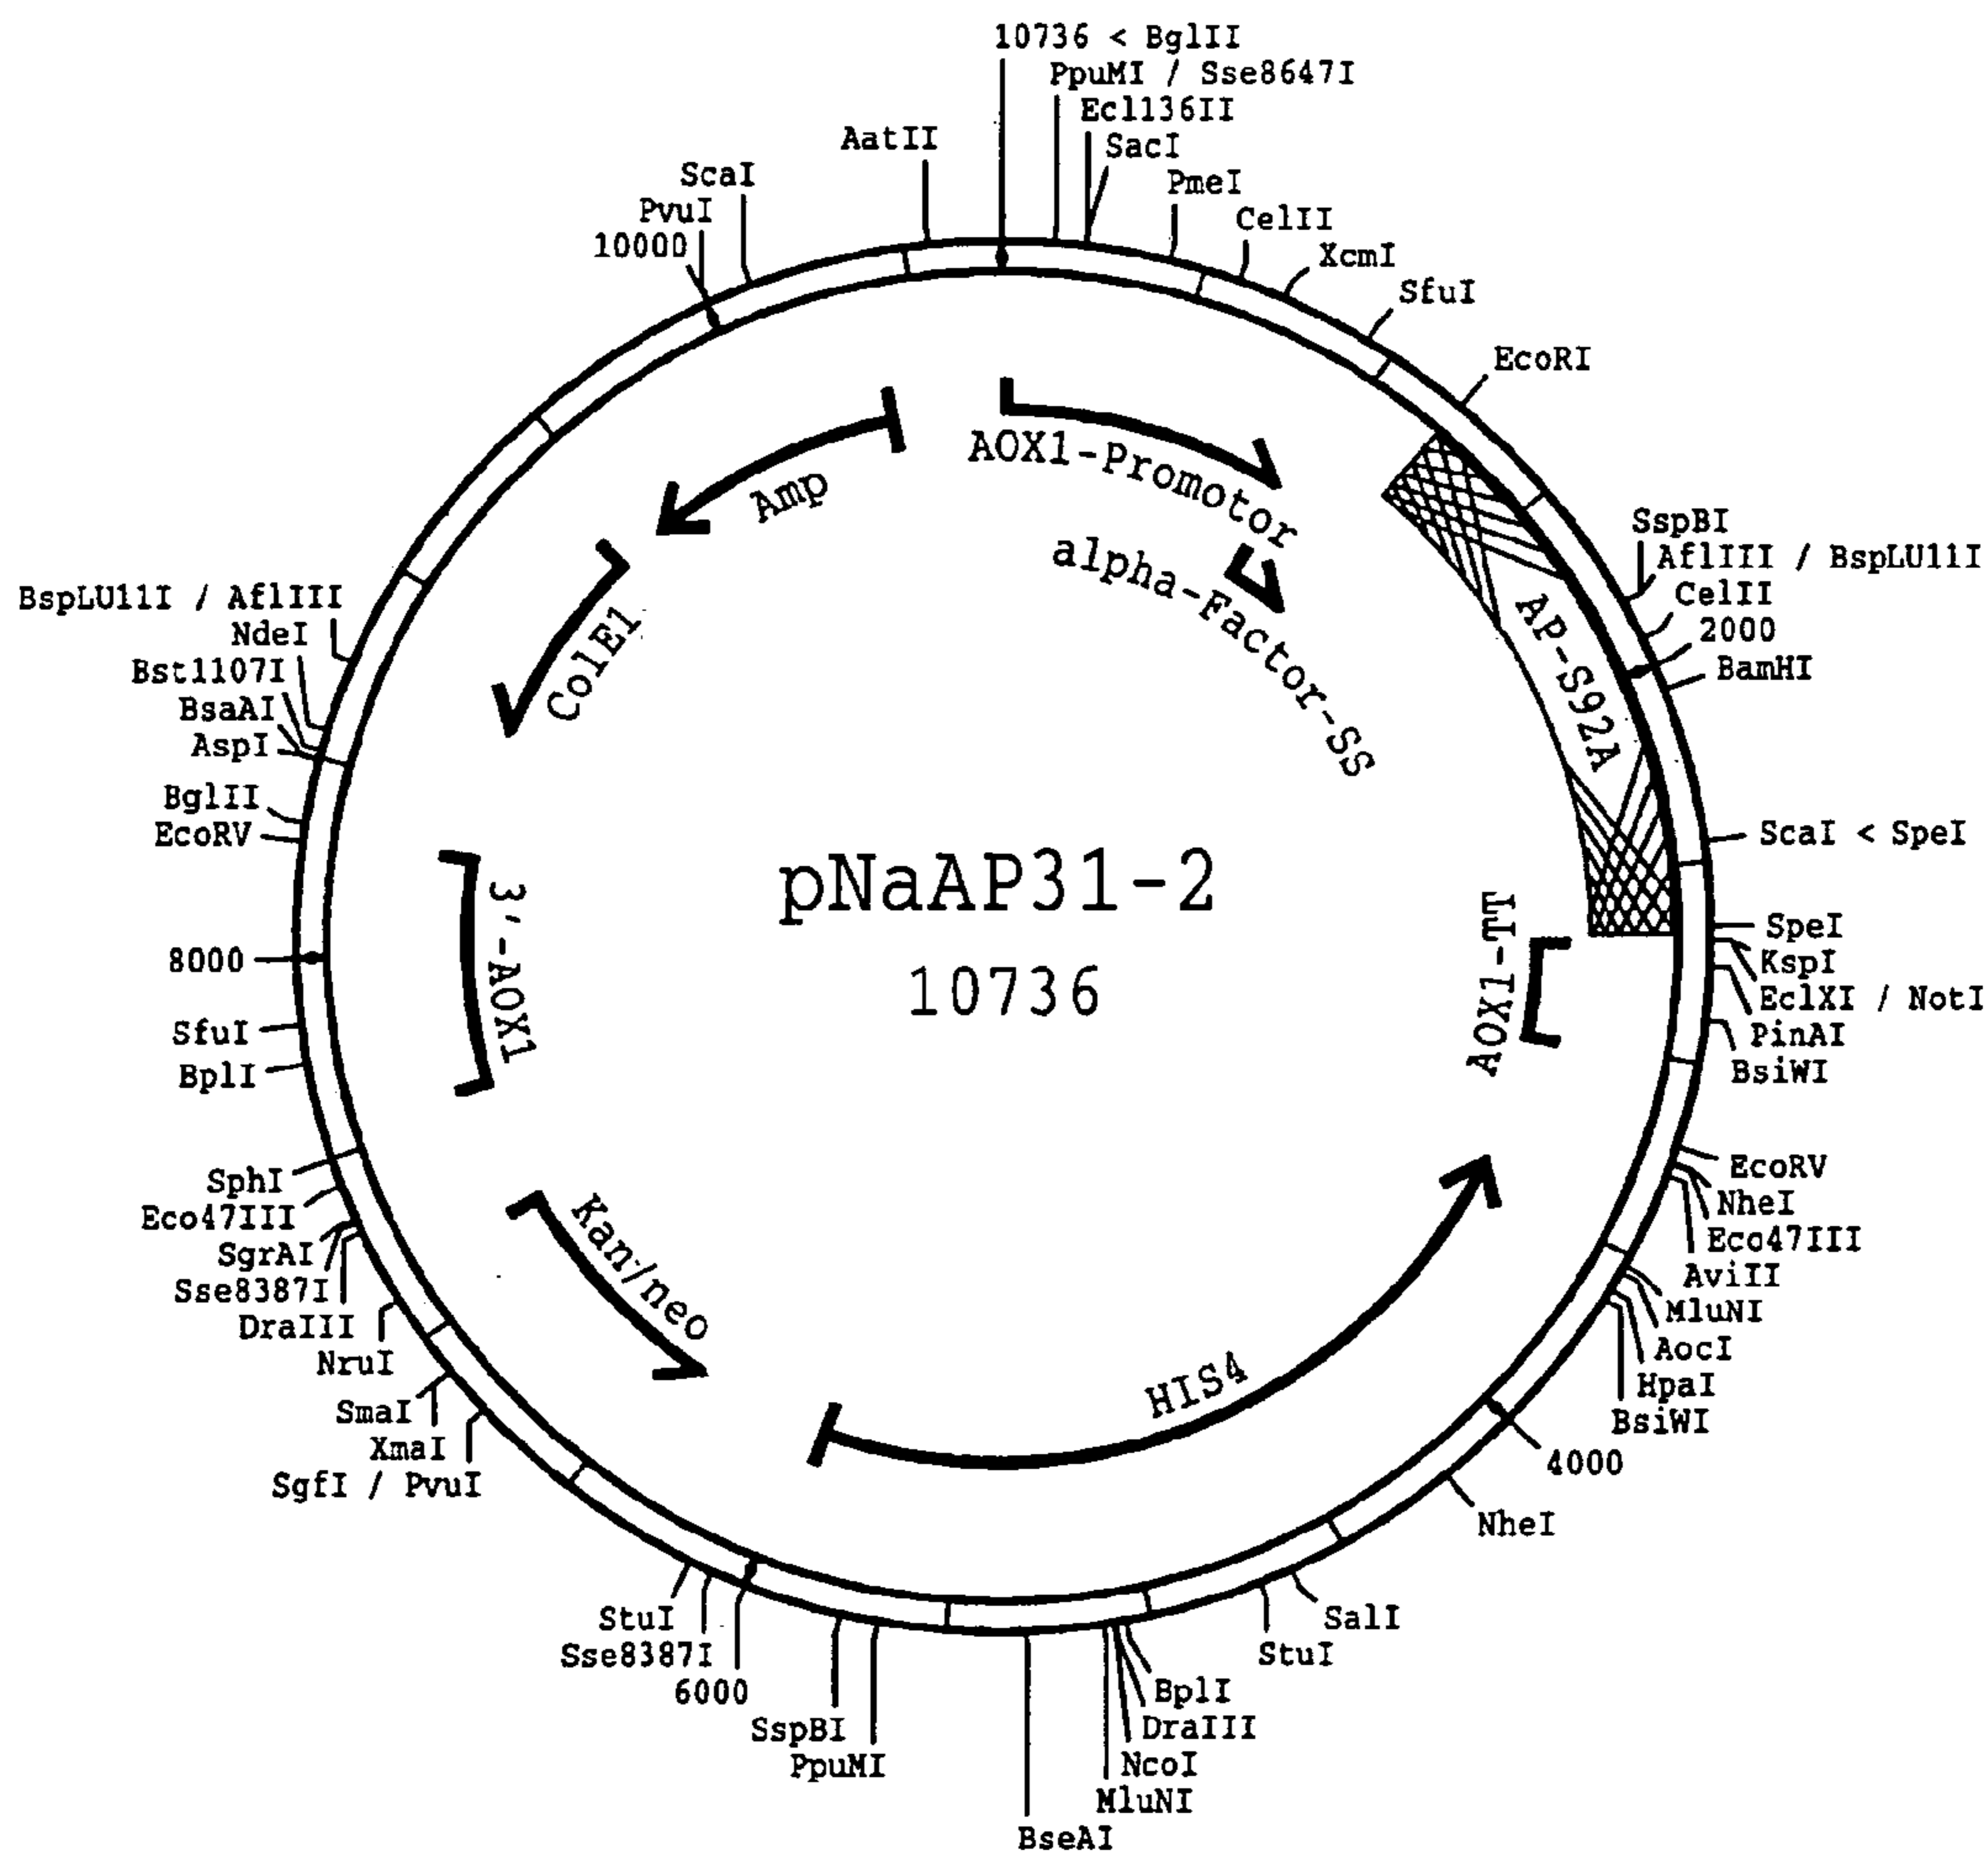 10736 < BglII
PpuMI / Sse8647I
Ecl136II
SacI
PmeI
CelII
XcmI
SfuI
EcoRI
SspBI
AflIII / BspLU11I
CelII
2000
BamHI
ScaI < SpeI
SpeI
KspI
EclXI / NotI
PinAI
BsiWI
EcoRV
NheI
Eco47III
AviII
MluNI
AocI
HpaI
BsiWI
4000
NheI
SalI
StuI
BplI
DraIII
NcoI
MluNI
BseAI
PpuMI
SspBI
6000
Sse8387I
StuI
SgfI / PvuI
XmaI
SmaI
NruI
DraIII
Sse8387I
SgrAI
Eco47III
SphI
BplI
SfuI
8000
EcoRV
BglII
AspI
BsaAI
Bst1107I
NdeI
BspLU11I / AflIII
10000
PvuI
ScaI
AatII
AOX1-Promotor
alpha-Factor-SS
AP-S92A
AOX1-TT
HIS4
Kan/neo
3'-AOX1
ColE1
Amp
pNaAP31-2
10736